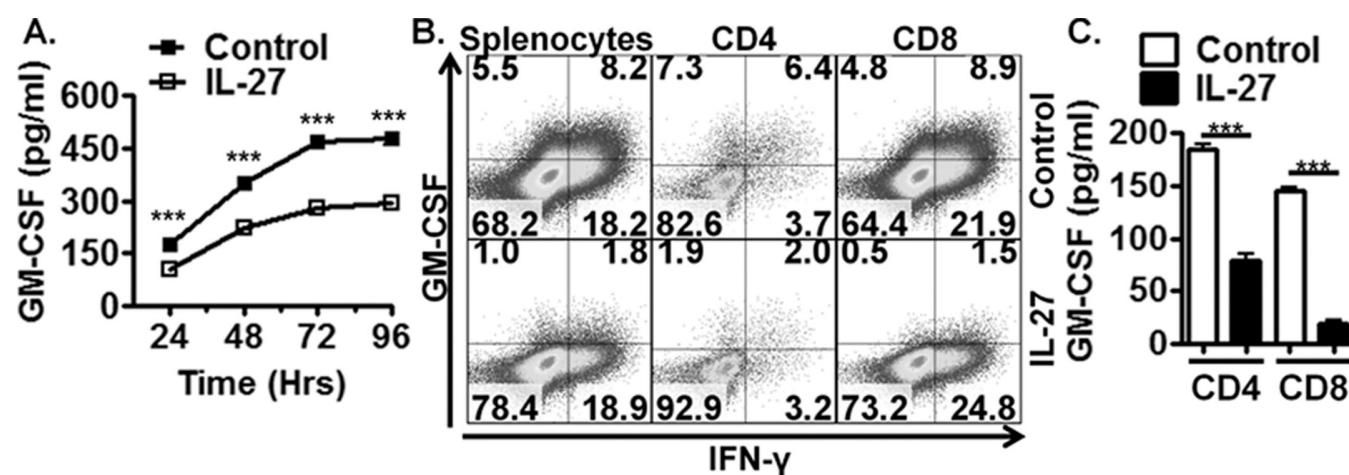 A.
Control
IL-27
GM-CSF (pg/ml)
600
450
300
150
0
***
***
***
***
24 48 72 96
Time (Hrs)
B.
Splenocytes CD4 CD8
5.5 8.2 7.3 6.4 4.8 8.9
68.2 18.2 82.6 3.7 64.4 21.9
Control
1.0 1.8 1.9 2.0 0.5 1.5
78.4 18.9 92.9 3.2 73.2 24.8
IL-27
GM-CSF
IFN-γ
C.
Control
IL-27
GM-CSF (pg/ml)
200
150
100
50
0
***
***
CD4 CD8